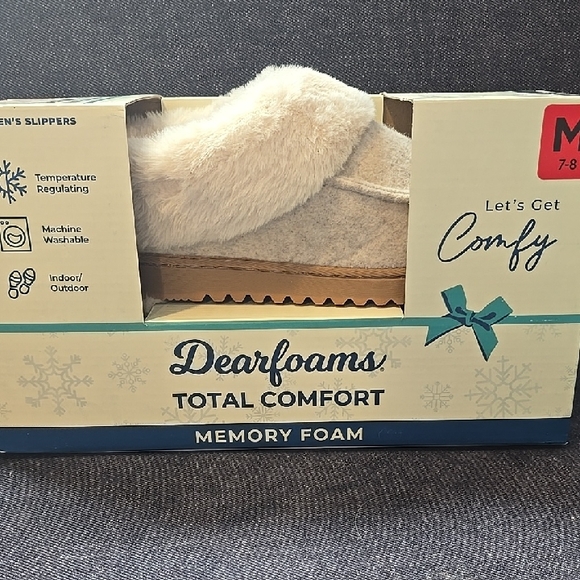 EN'S SLIPPERS
Temperature
Regulating
Machine
Washable
Indoor/
Outdoor
M
7-8
Let's Get
Comfy
Dearfoams®
TOTAL COMFORT
MEMORY FOAM